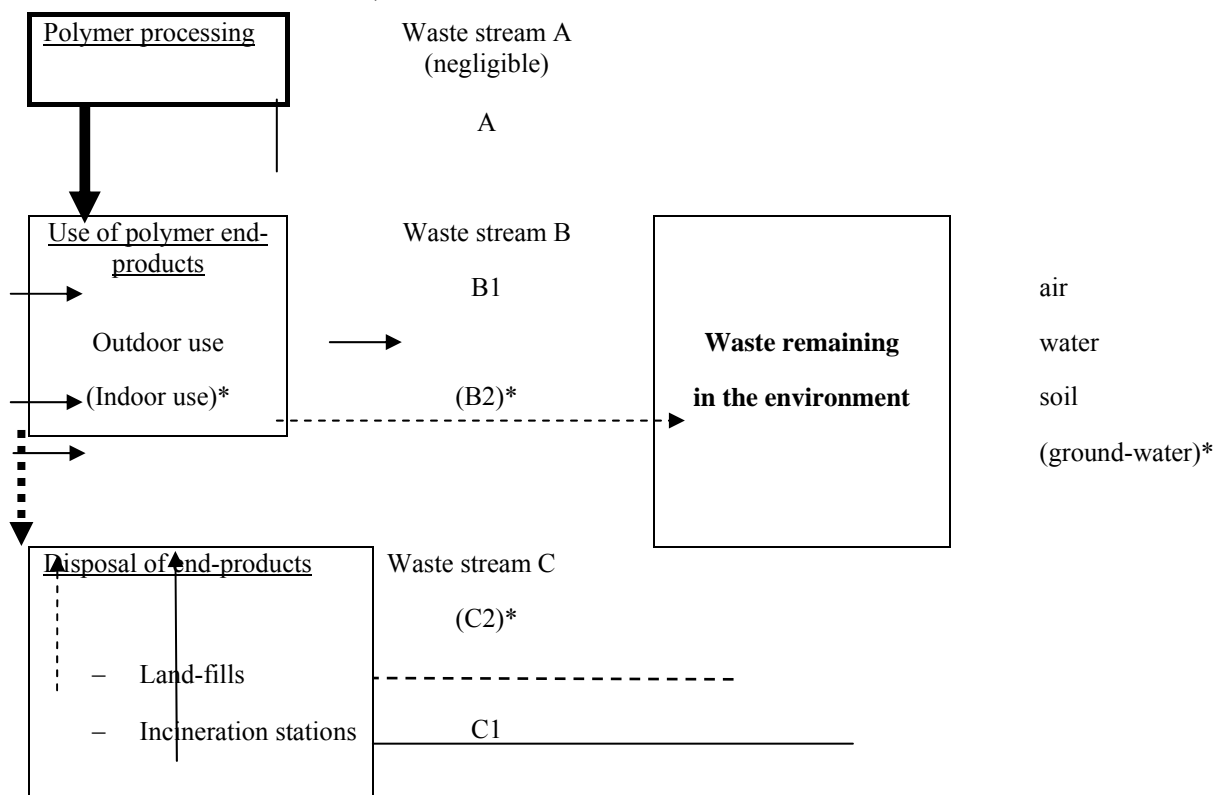 Polymer processing
Waste stream A
(negligible)
A
Use of polymer end-
products
Outdoor use
(Indoor use)*
Waste stream B
B1
(B2)*
Waste remaining
in the environment
air
water
soil
(ground-water)*
Disposal of end-products
– Land-fills
– Incineration stations
Waste stream C
(C2)*
C1